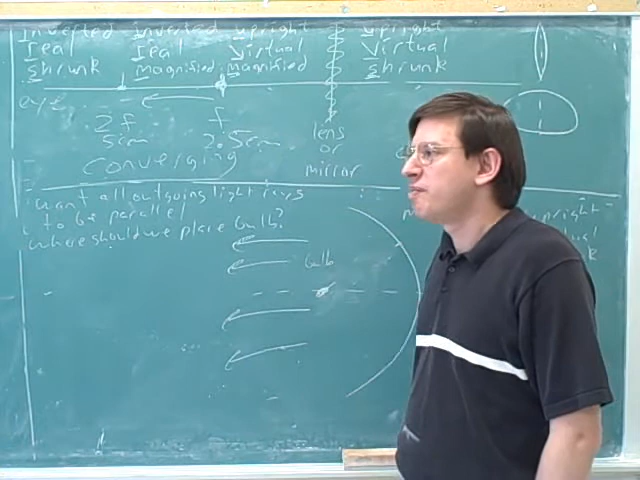 Inverted inverted upright upright
Real real Virtual Virtual
Shrunk magnified magnified Shrunk
eye
2f f
5cm 2.5cm
Converging
lens
or
mirror
want all outgoing light rays
to be parallel
where should we place bulb?
bulb
upright